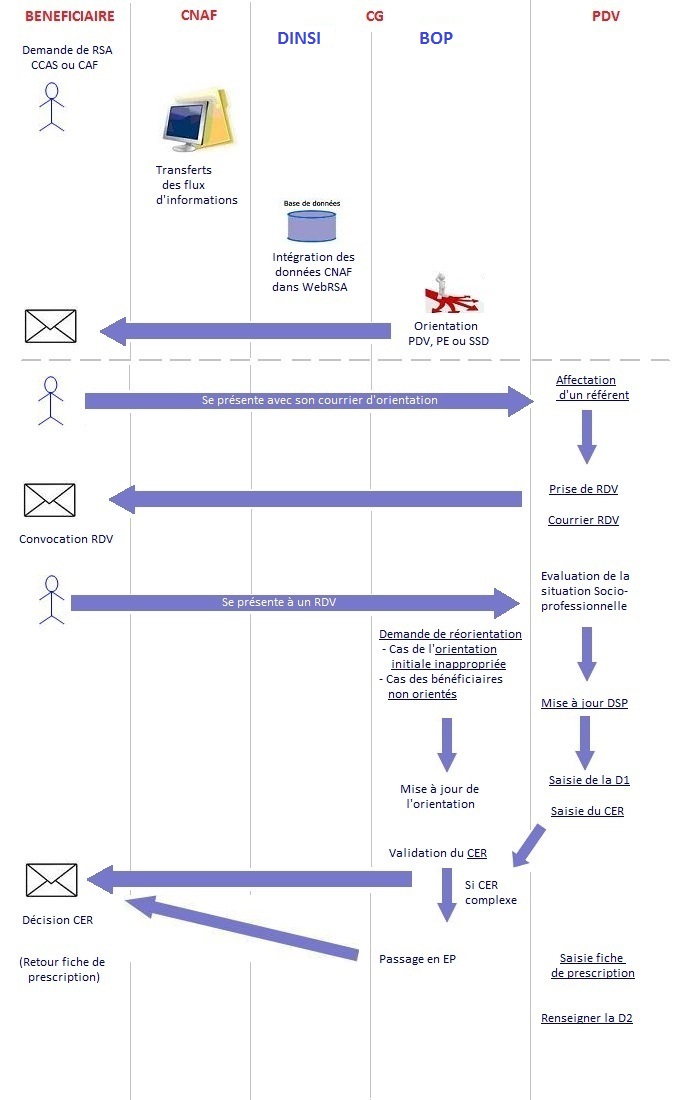 BENEFICIAIRE
CNAF
CG
PDV
DINSI
BOP
Demande de RSA
CCAS ou CAF
Transferts
des flux
d'informations
Base de données
Intégration des
données CNAF
dans WebRSA
Orientation
PDV, PE ou SSD
Se présente avec son courrier d'orientation
Affectation
d'un référent
Prise de RDV
Courrier RDV
Convocation RDV
Se présente à un RDV
Evaluation de la
situation Socio-
professionnelle
Demande de réorientation
- Cas de l'orientation
initiale inappropriée
- Cas des bénéficiaires
non orientés
Mise à jour DSP
Mise à jour de
l'orientation
Saisie de la D1
Saisie du CER
Validation du CER
Si CER
complexe
Décision CER
Passage en EP
(Retour fiche de
prescription)
Saisie fiche
de prescription
Renseigner la D2